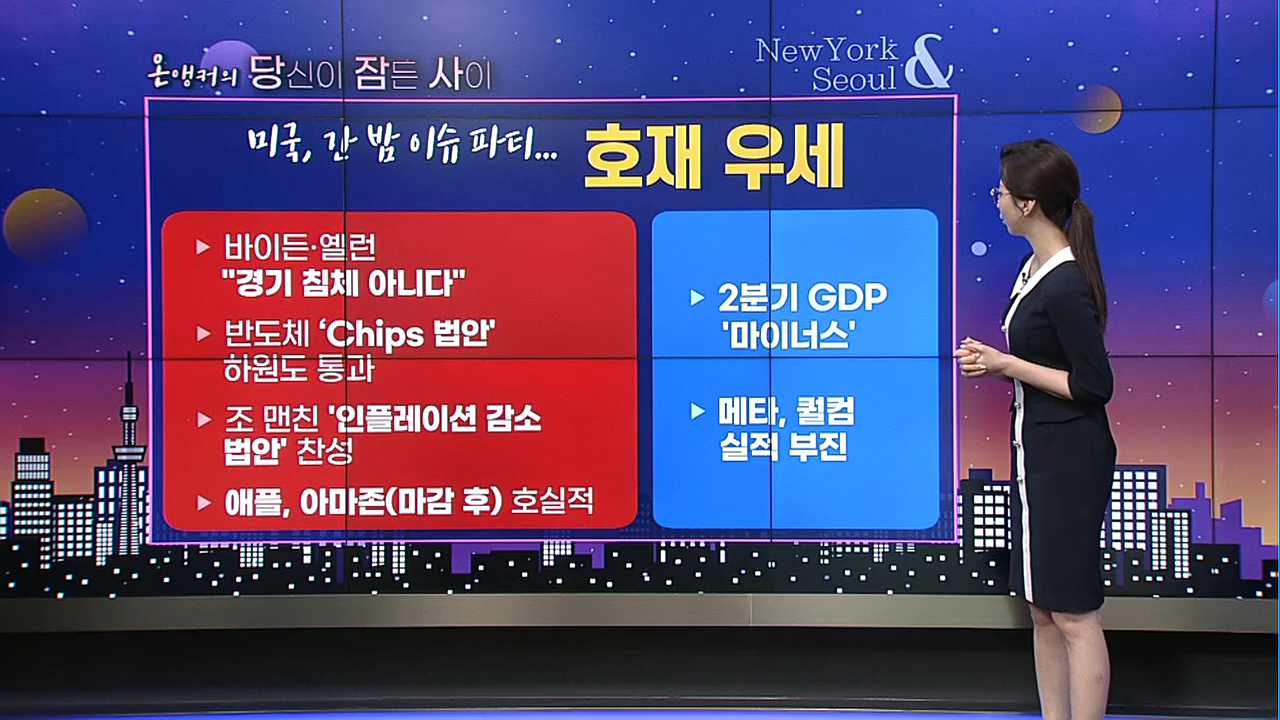 온앵커의 당신이 잠든 사이
NewYork &
Seoul
미국, 간 밤 이슈 파티... 호재 우세
▶ 바이든·옐런
"경기 침체 아니다"
▶ 반도체 ‘Chips 법안'
하원도 통과
▶ 조 맨친 '인플레이션 감소
법안' 찬성
▶ 애플, 아마존(마감 후) 호실적
▶ 2분기 GDP
'마이너스'
▶ 메타, 퀄컴
실적 부진